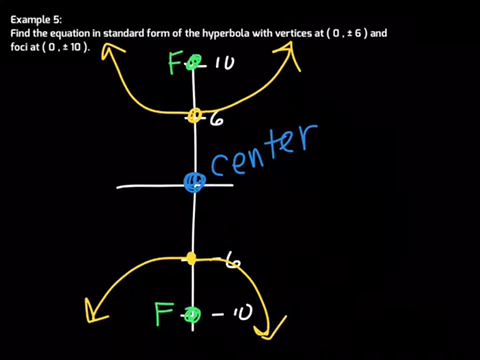 Example 5:
Find the equation in standard form of the hyperbola with vertices at ( 0 , ± 6 ) and
foci at ( 0 , ± 10 ).
F - 10
- 6
center
- 6
F - 10